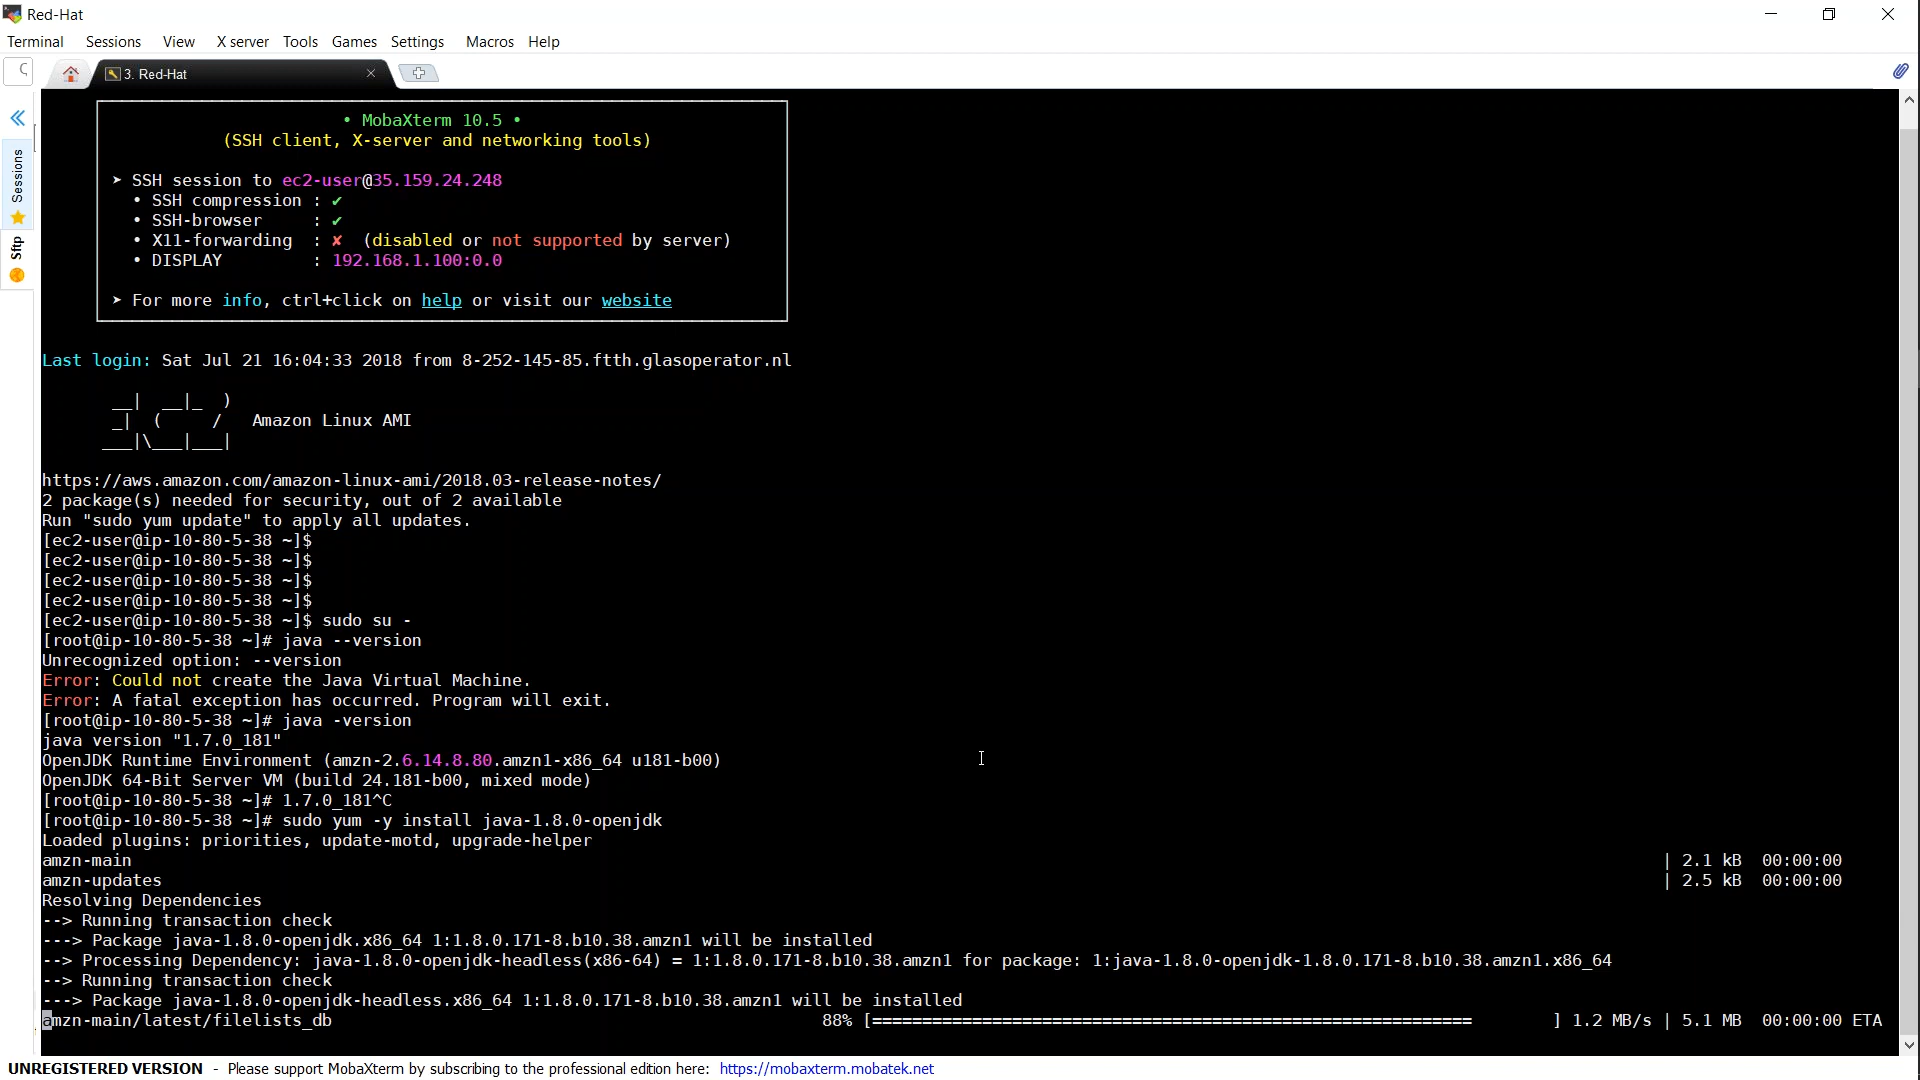 Red-Hat
Terminal Sessions View X server Tools Games Settings Macros Help
3. Red-Hat
Sessions
Sftp
• MobaXterm 10.5 •
(SSH client, X-server and networking tools)
➤ SSH session to ec2-user@35.159.24.248
• SSH compression : ✔
• SSH-browser : ✔
• X11-forwarding : ✘ (disabled or not supported by server)
• DISPLAY : 192.168.1.100:0.0
➤ For more info, ctrl+click on help or visit our website
Last login: Sat Jul 21 16:04:33 2018 from 8-252-145-85.ftth.glasoperator.nl
__|  __|_  )
_|  (     /   Amazon Linux AMI
___|\___|___|
https://aws.amazon.com/amazon-linux-ami/2018.03-release-notes/
2 package(s) needed for security, out of 2 available
Run "sudo yum update" to apply all updates.
[ec2-user@ip-10-80-5-38 ~]$
[ec2-user@ip-10-80-5-38 ~]$
[ec2-user@ip-10-80-5-38 ~]$
[ec2-user@ip-10-80-5-38 ~]$
[ec2-user@ip-10-80-5-38 ~]$ sudo su -
[root@ip-10-80-5-38 ~]# java --version
Unrecognized option: --version
Error: Could not create the Java Virtual Machine.
Error: A fatal exception has occurred. Program will exit.
[root@ip-10-80-5-38 ~]# java -version
java version "1.7.0_181"
OpenJDK Runtime Environment (amzn-2.6.14.8.80.amzn1-x86_64 u181-b00)
OpenJDK 64-Bit Server VM (build 24.181-b00, mixed mode)
[root@ip-10-80-5-38 ~]# 1.7.0_181^C
[root@ip-10-80-5-38 ~]# sudo yum -y install java-1.8.0-openjdk
Loaded plugins: priorities, update-motd, upgrade-helper
amzn-main | 2.1 kB 00:00:00
amzn-updates | 2.5 kB 00:00:00
Resolving Dependencies
--> Running transaction check
---> Package java-1.8.0-openjdk.x86_64 1:1.8.0.171-8.b10.38.amzn1 will be installed
--> Processing Dependency: java-1.8.0-openjdk-headless(x86-64) = 1:1.8.0.171-8.b10.38.amzn1 for package: 1:java-1.8.0-openjdk-1.8.0.171-8.b10.38.amzn1.x86_64
--> Running transaction check
---> Package java-1.8.0-openjdk-headless.x86_64 1:1.8.0.171-8.b10.38.amzn1 will be installed
amzn-main/latest/filelists_db 88% [============================================================ ] 1.2 MB/s | 5.1 MB 00:00:00 ETA
UNREGISTERED VERSION - Please support MobaXterm by subscribing to the professional edition here: https://mobaxterm.mobatek.net